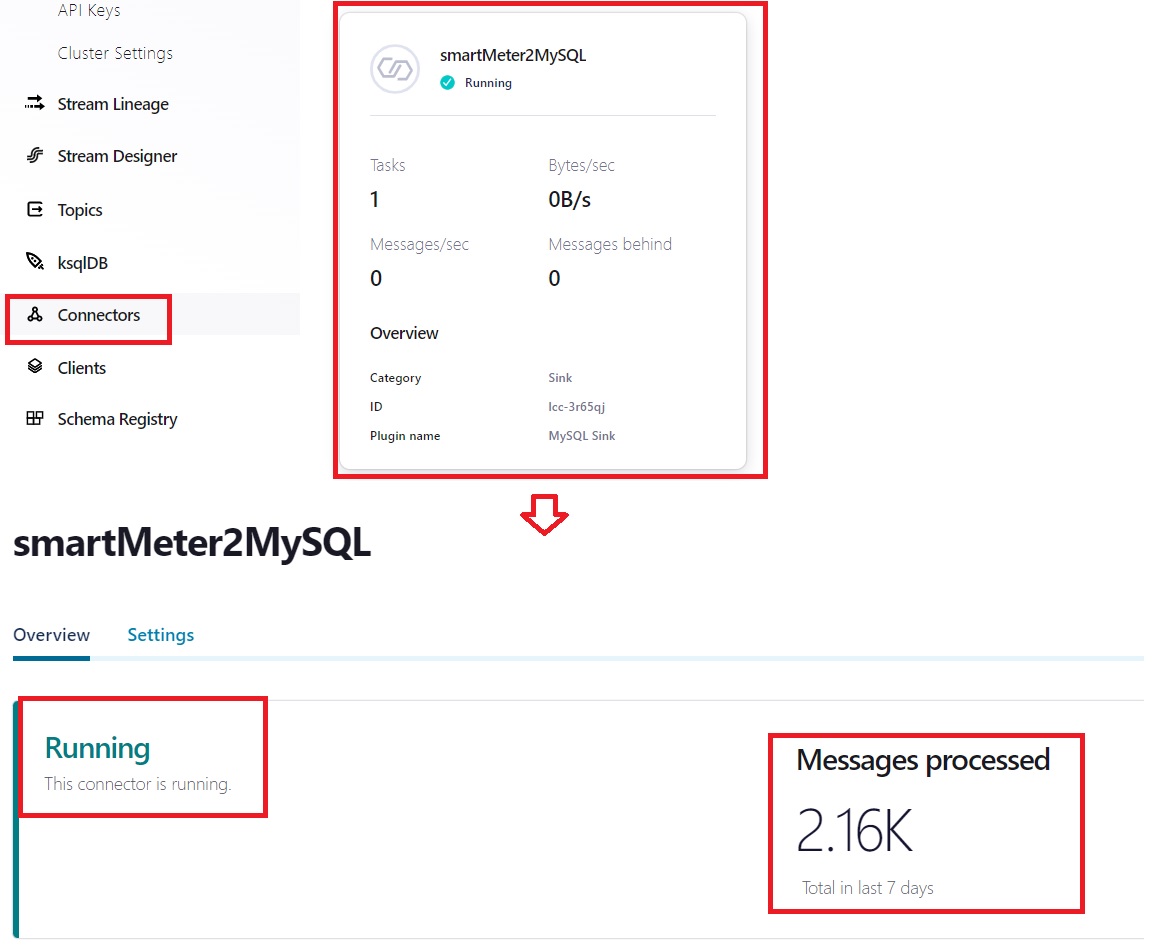 API Keys
Cluster Settings
Stream Lineage
Stream Designer
Topics
ksqlDB
Connectors
Clients
Schema Registry
smartMeter2MySQL
Running
Tasks
Bytes/sec
1
0B/s
Messages/sec
Messages behind
0
0
Overview
Category
Sink
ID
lcc-3r65qj
Plugin name
MySQL Sink
smartMeter2MySQL
Overview
Settings
Running
This connector is running.
Messages processed
2.16K
Total in last 7 days